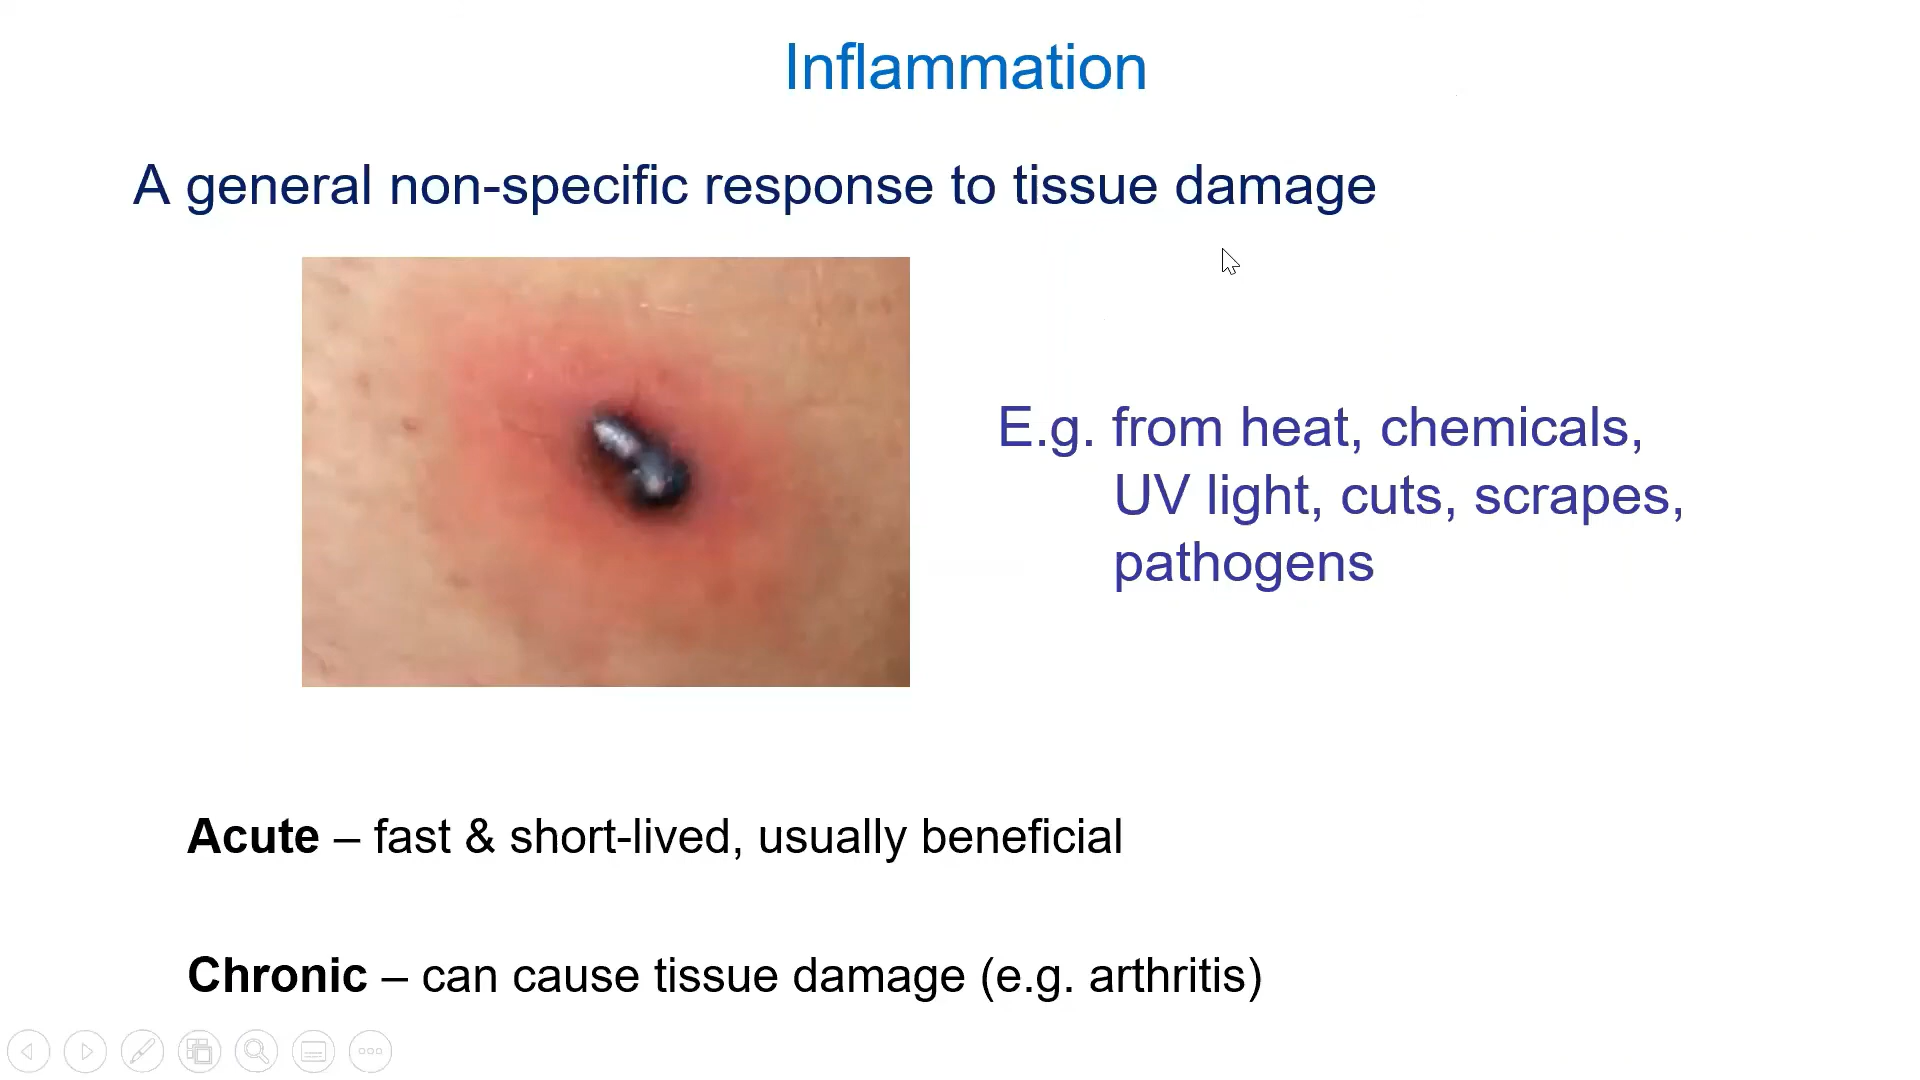 Inflammation
A general non-specific response to tissue damage
E.g. from heat, chemicals,
UV light, cuts, scrapes,
pathogens
Acute – fast & short-lived, usually beneficial
Chronic – can cause tissue damage (e.g. arthritis)